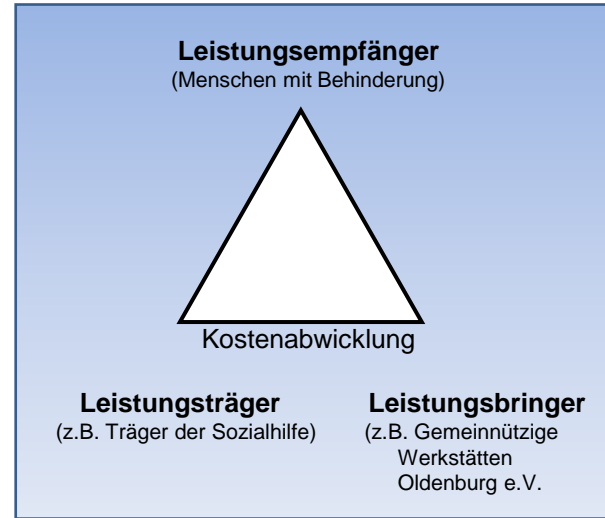 Leistungsempfänger
(Menschen mit Behinderung)
Kostenabwicklung
Leistungsträger
(z.B. Träger der Sozialhilfe)
Leistungsbringer
(z.B. Gemeinnützige
Werkstätten
Oldenburg e.V.